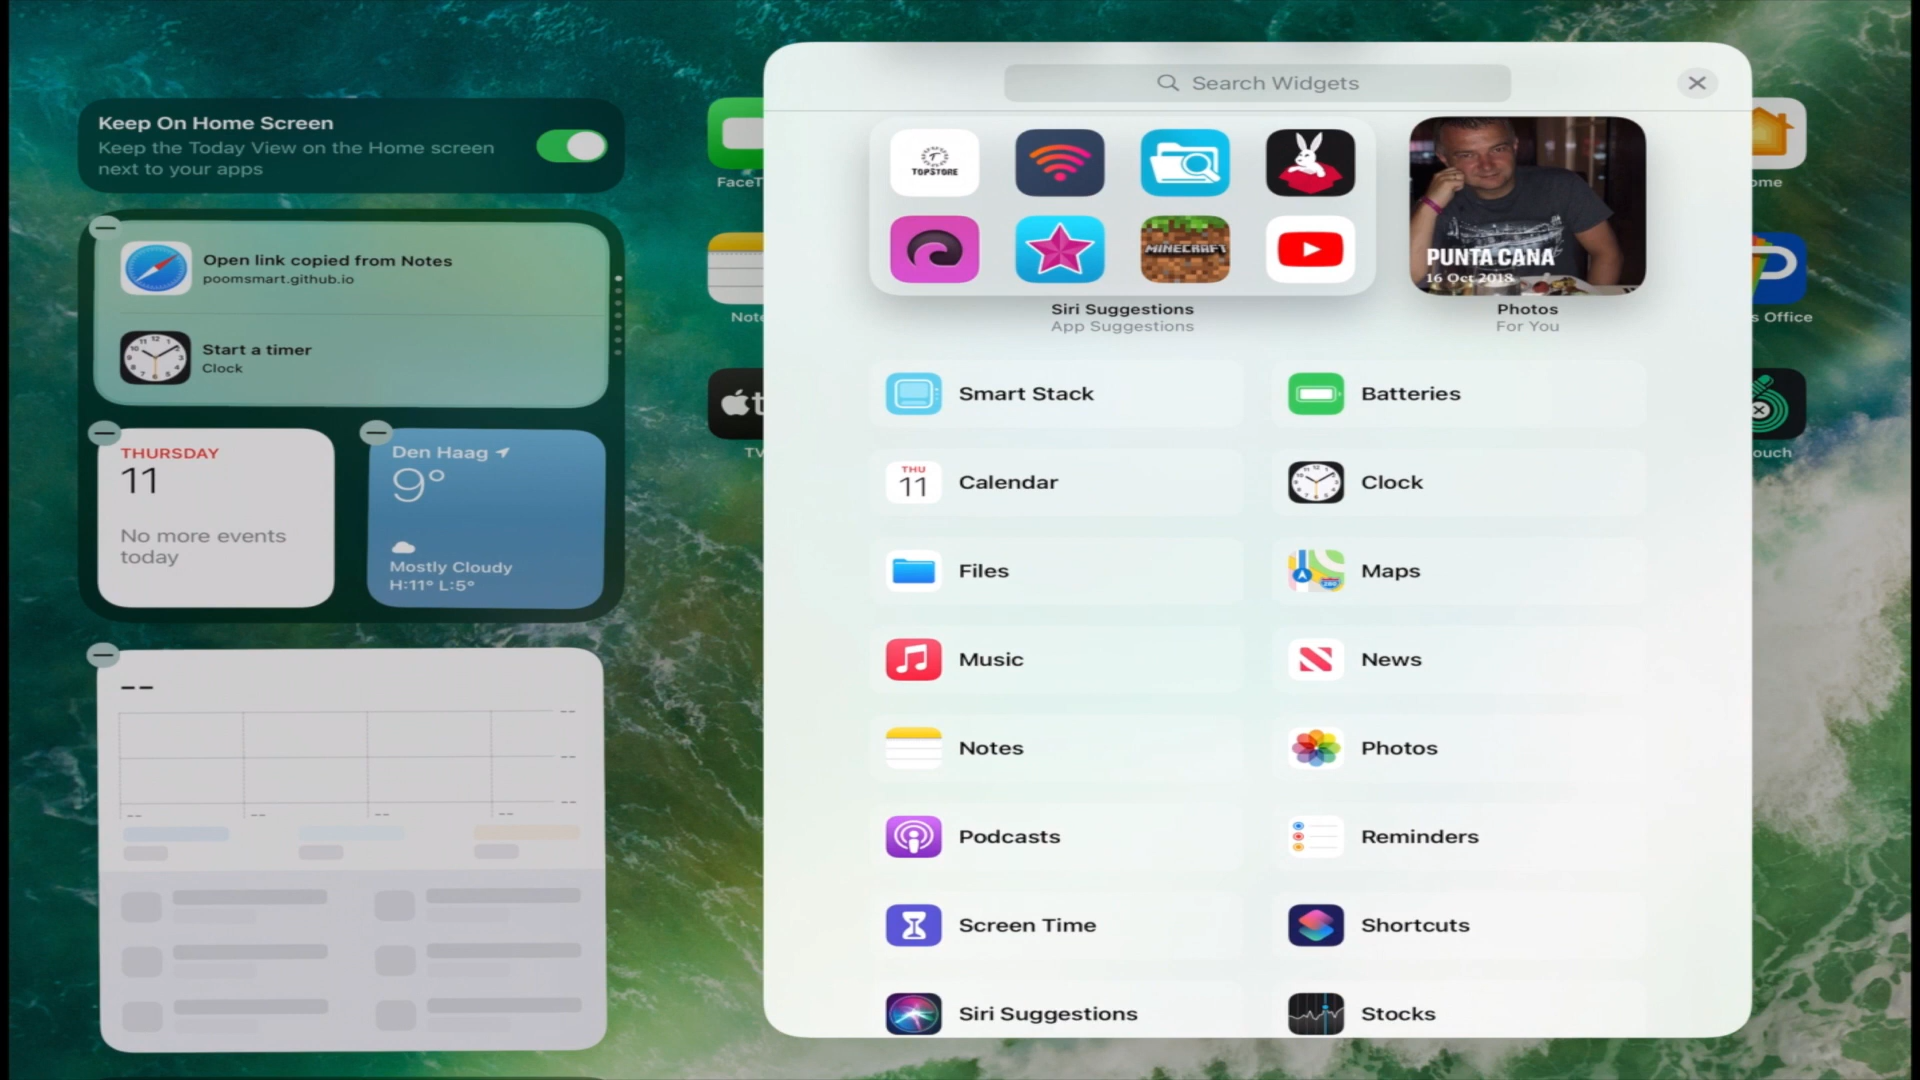 Keep On Home Screen
Keep the Today View on the Home screen
next to your apps
Open link copied from Notes
poomsmart.github.io
Start a timer
Clock
THURSDAY
11
No more events
today
Den Haag
9°
Mostly Cloudy
H:11° L:5°
--
--
--
--
--
--
--
--
FaceT
Note
tv
TV
Search Widgets
TOPSTORE
MINECRAFT
Siri Suggestions
App Suggestions
PUNTA CANA
16 Oct 2018
Photos
For You
Smart Stack
Batteries
THU
11
Calendar
Clock
Files
Maps
Music
News
Notes
Photos
Podcasts
Reminders
Screen Time
Shortcuts
Siri Suggestions
Stocks
ome
s Office
ouch